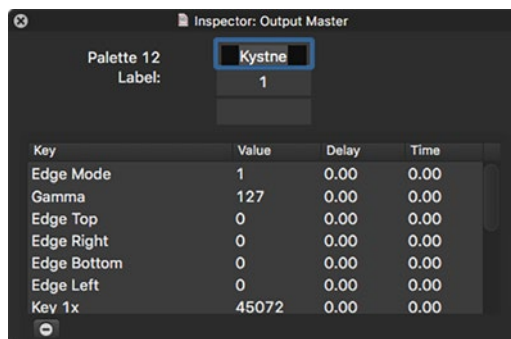 Inspector: Output Master
Palette 12 Kystne
Label: 1
Key Value Delay Time
Edge Mode 1 0.00 0.00
Gamma 127 0.00 0.00
Edge Top 0 0.00 0.00
Edge Right 0 0.00 0.00
Edge Bottom 0 0.00 0.00
Edge Left 0 0.00 0.00
Key 1x 45072 0.00 0.00